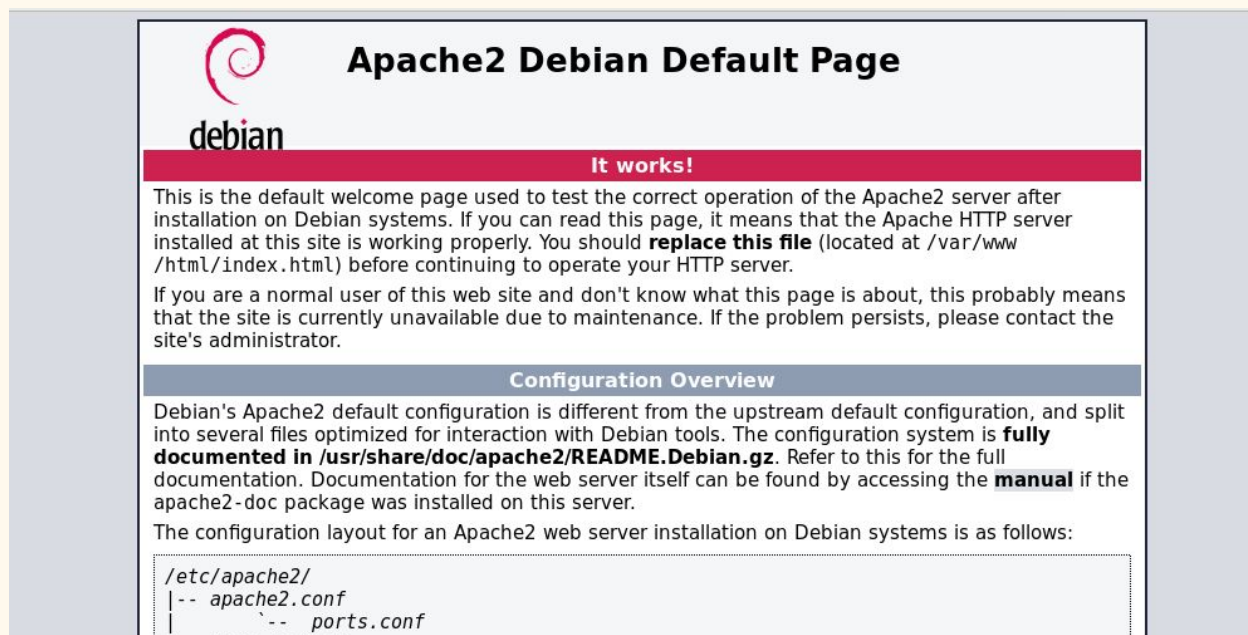 debian
Apache2 Debian Default Page
It works!
This is the default welcome page used to test the correct operation of the Apache2 server after
installation on Debian systems. If you can read this page, it means that the Apache HTTP server
installed at this site is working properly. You should replace this file (located at /var/www
/html/index.html) before continuing to operate your HTTP server.
If you are a normal user of this web site and don't know what this page is about, this probably means
that the site is currently unavailable due to maintenance. If the problem persists, please contact the
site's administrator.
Configuration Overview
Debian's Apache2 default configuration is different from the upstream default configuration, and split
into several files optimized for interaction with Debian tools. The configuration system is fully
documented in /usr/share/doc/apache2/README.Debian.gz. Refer to this for the full
documentation. Documentation for the web server itself can be found by accessing the manual if the
apache2-doc package was installed on this server.
The configuration layout for an Apache2 web server installation on Debian systems is as follows:
/etc/apache2/
|-- apache2.conf
|       `--  ports.conf